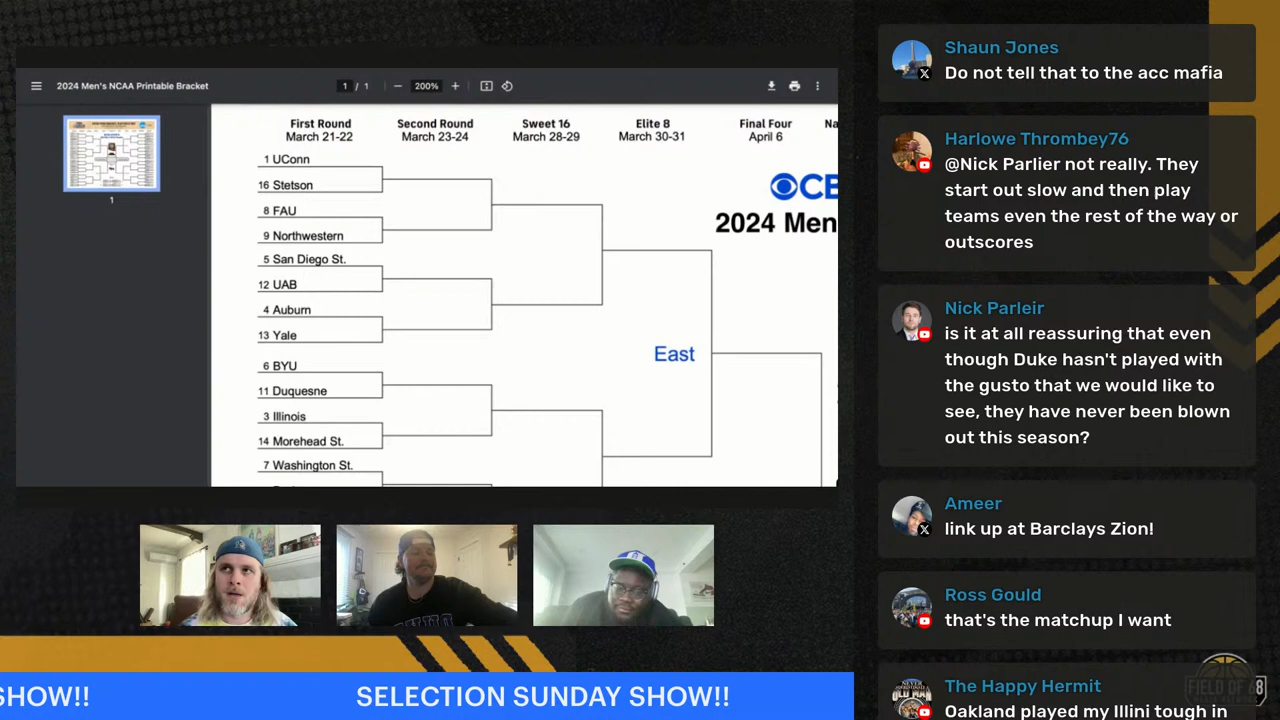 2024 Men's NCAA Printable Bracket
1 / 1
200%
1
First Round
March 21-22
Second Round
March 23-24
Sweet 16
March 28-29
Elite 8
March 30-31
Final Four
April 6
Na
1 UConn
16 Stetson
8 FAU
9 Northwestern
5 San Diego St.
12 UAB
4 Auburn
13 Yale
6 BYU
11 Duquesne
3 Illinois
14 Morehead St.
7 Washington St.
CB
2024 Men
East
Shaun Jones
Do not tell that to the acc mafia
Harlowe Thrombey76
@Nick Parlier not really. They
start out slow and then play
teams even the rest of the way or
outscores
Nick Parleir
is it at all reassuring that even
though Duke hasn't played with
the gusto that we would like to
see, they have never been blown
out this season?
Ameer
link up at Barclays Zion!
Ross Gould
that's the matchup I want
The Happy Hermit
Oakland played my Illini tough in
FIELD OF 68
SHOW!!
SELECTION SUNDAY SHOW!!